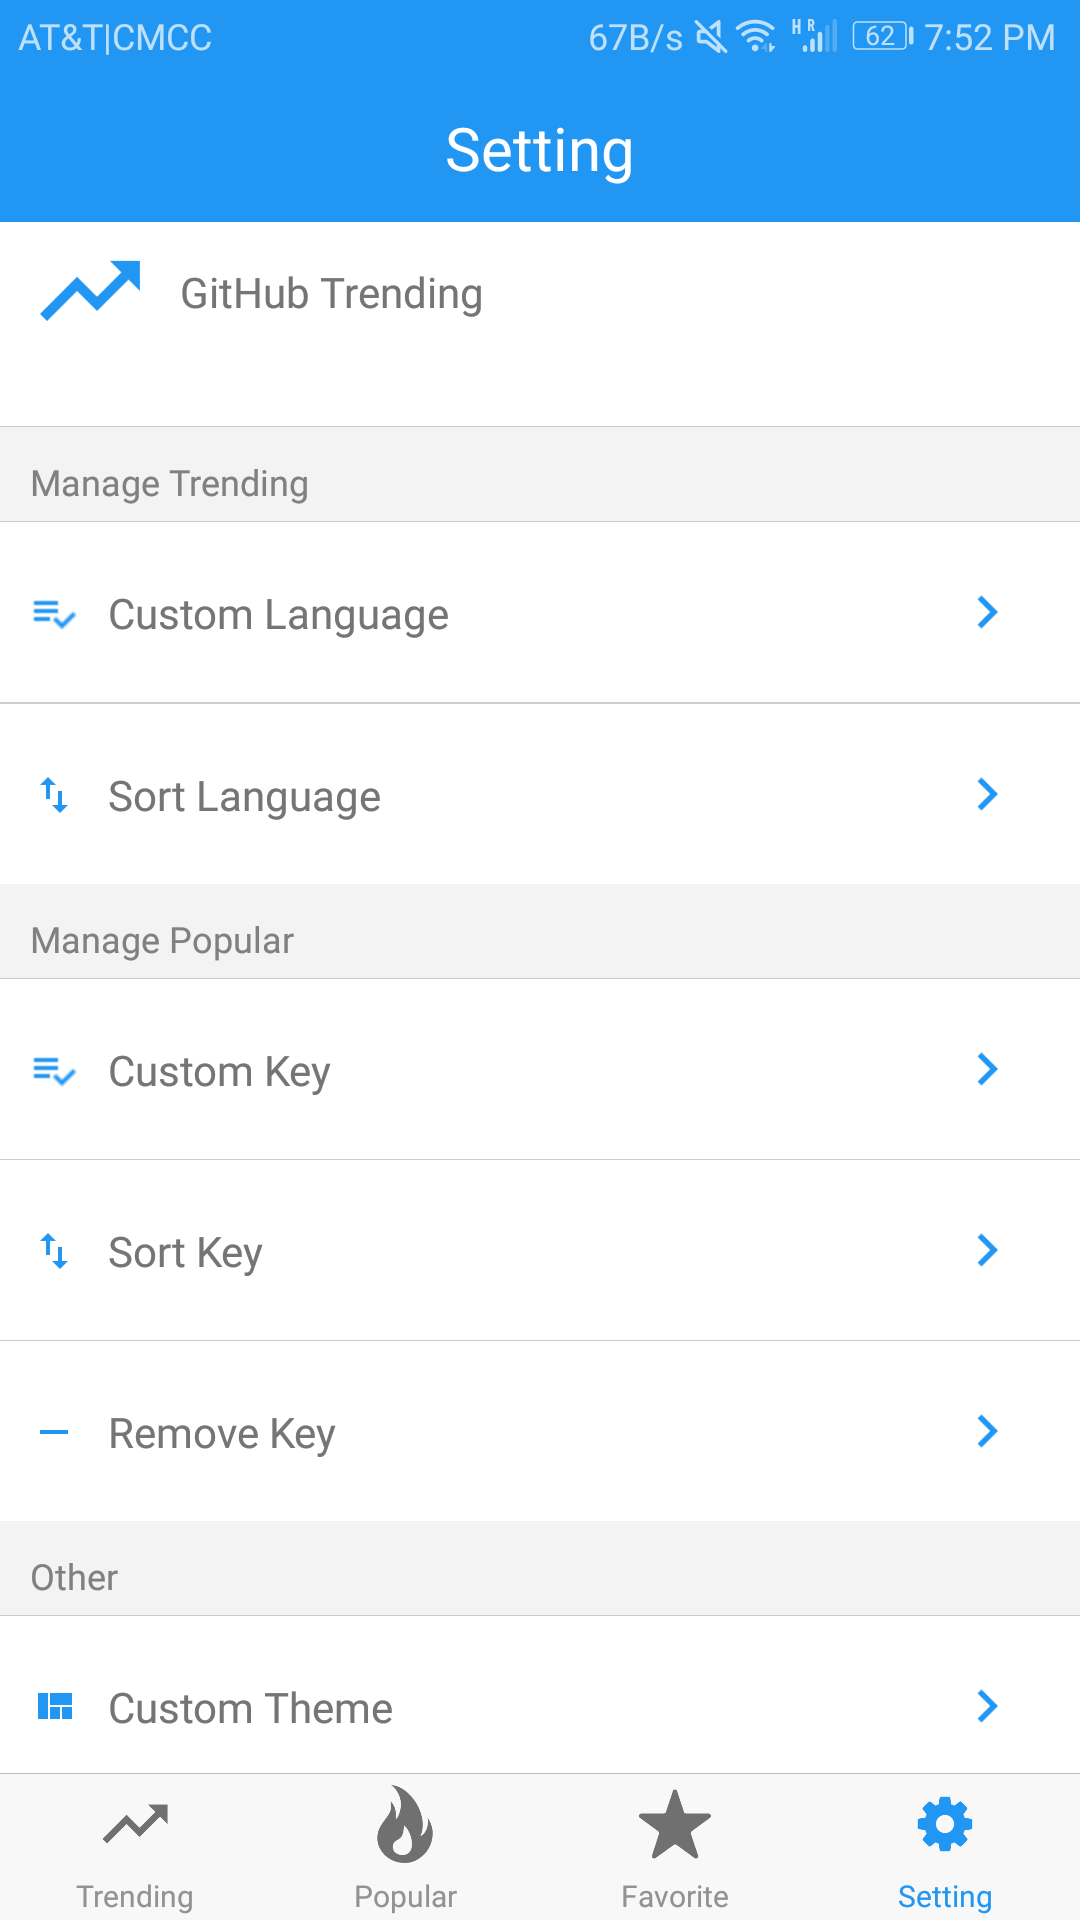 AT&T|CMCC 67B/s HR 62 7:52 PM
Setting
GitHub Trending
Manage Trending
Custom Language
Sort Language
Manage Popular
Custom Key
Sort Key
Remove Key
Other
Custom Theme
Trending Popular Favorite Setting